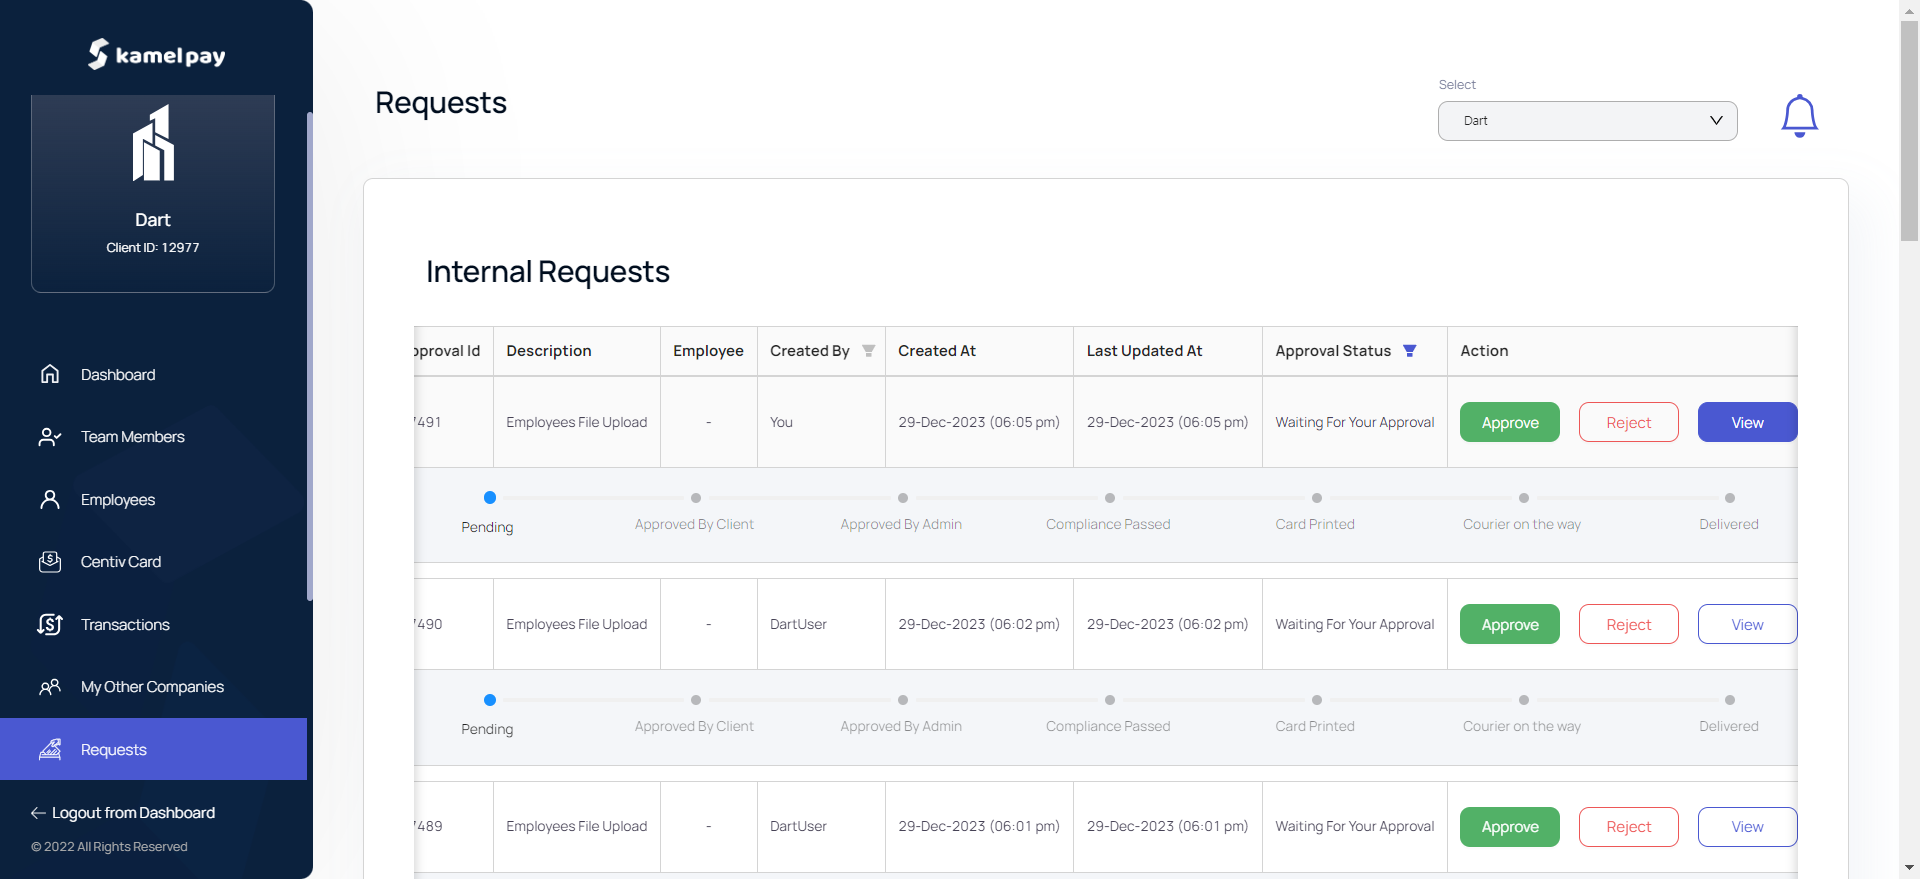 kamelpay
Dart
Client ID: 12977
Dashboard
Team Members
Employees
Centiv Card
Transactions
My Other Companies
Requests
Logout from Dashboard
© 2022 All Rights Reserved
Requests
Select
Dart
Internal Requests
pproval Id Description Employee Created By Created At Last Updated At Approval Status Action
7491 Employees File Upload - You 29-Dec-2023 (06:05 pm) 29-Dec-2023 (06:05 pm) Waiting For Your Approval Approve Reject View
Pending Approved By Client Approved By Admin Compliance Passed Card Printed Courier on the way Delivered
7490 Employees File Upload - DartUser 29-Dec-2023 (06:02 pm) 29-Dec-2023 (06:02 pm) Waiting For Your Approval Approve Reject View
Pending Approved By Client Approved By Admin Compliance Passed Card Printed Courier on the way Delivered
7489 Employees File Upload - DartUser 29-Dec-2023 (06:01 pm) 29-Dec-2023 (06:01 pm) Waiting For Your Approval Approve Reject View